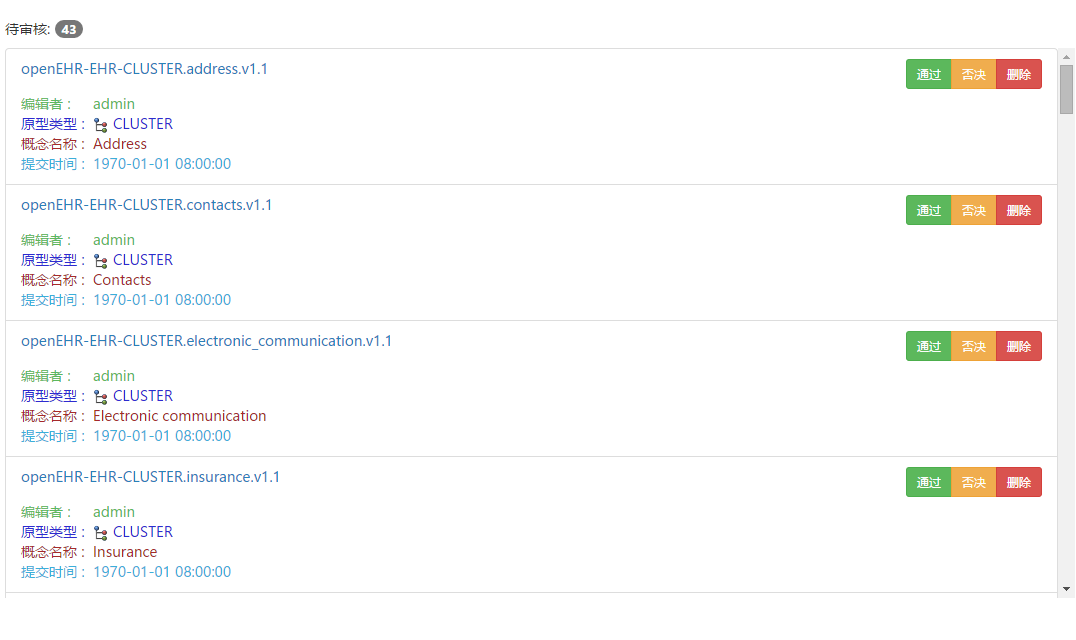 待审核: 43
openEHR-EHR-CLUSTER.address.v1.1 通过 否决 删除
编辑者： admin
原型类型： CLUSTER
概念名称： Address
提交时间： 1970-01-01 08:00:00
openEHR-EHR-CLUSTER.contacts.v1.1 通过 否决 删除
编辑者： admin
原型类型： CLUSTER
概念名称： Contacts
提交时间： 1970-01-01 08:00:00
openEHR-EHR-CLUSTER.electronic_communication.v1.1 通过 否决 删除
编辑者： admin
原型类型： CLUSTER
概念名称： Electronic communication
提交时间： 1970-01-01 08:00:00
openEHR-EHR-CLUSTER.insurance.v1.1 通过 否决 删除
编辑者： admin
原型类型： CLUSTER
概念名称： Insurance
提交时间： 1970-01-01 08:00:00